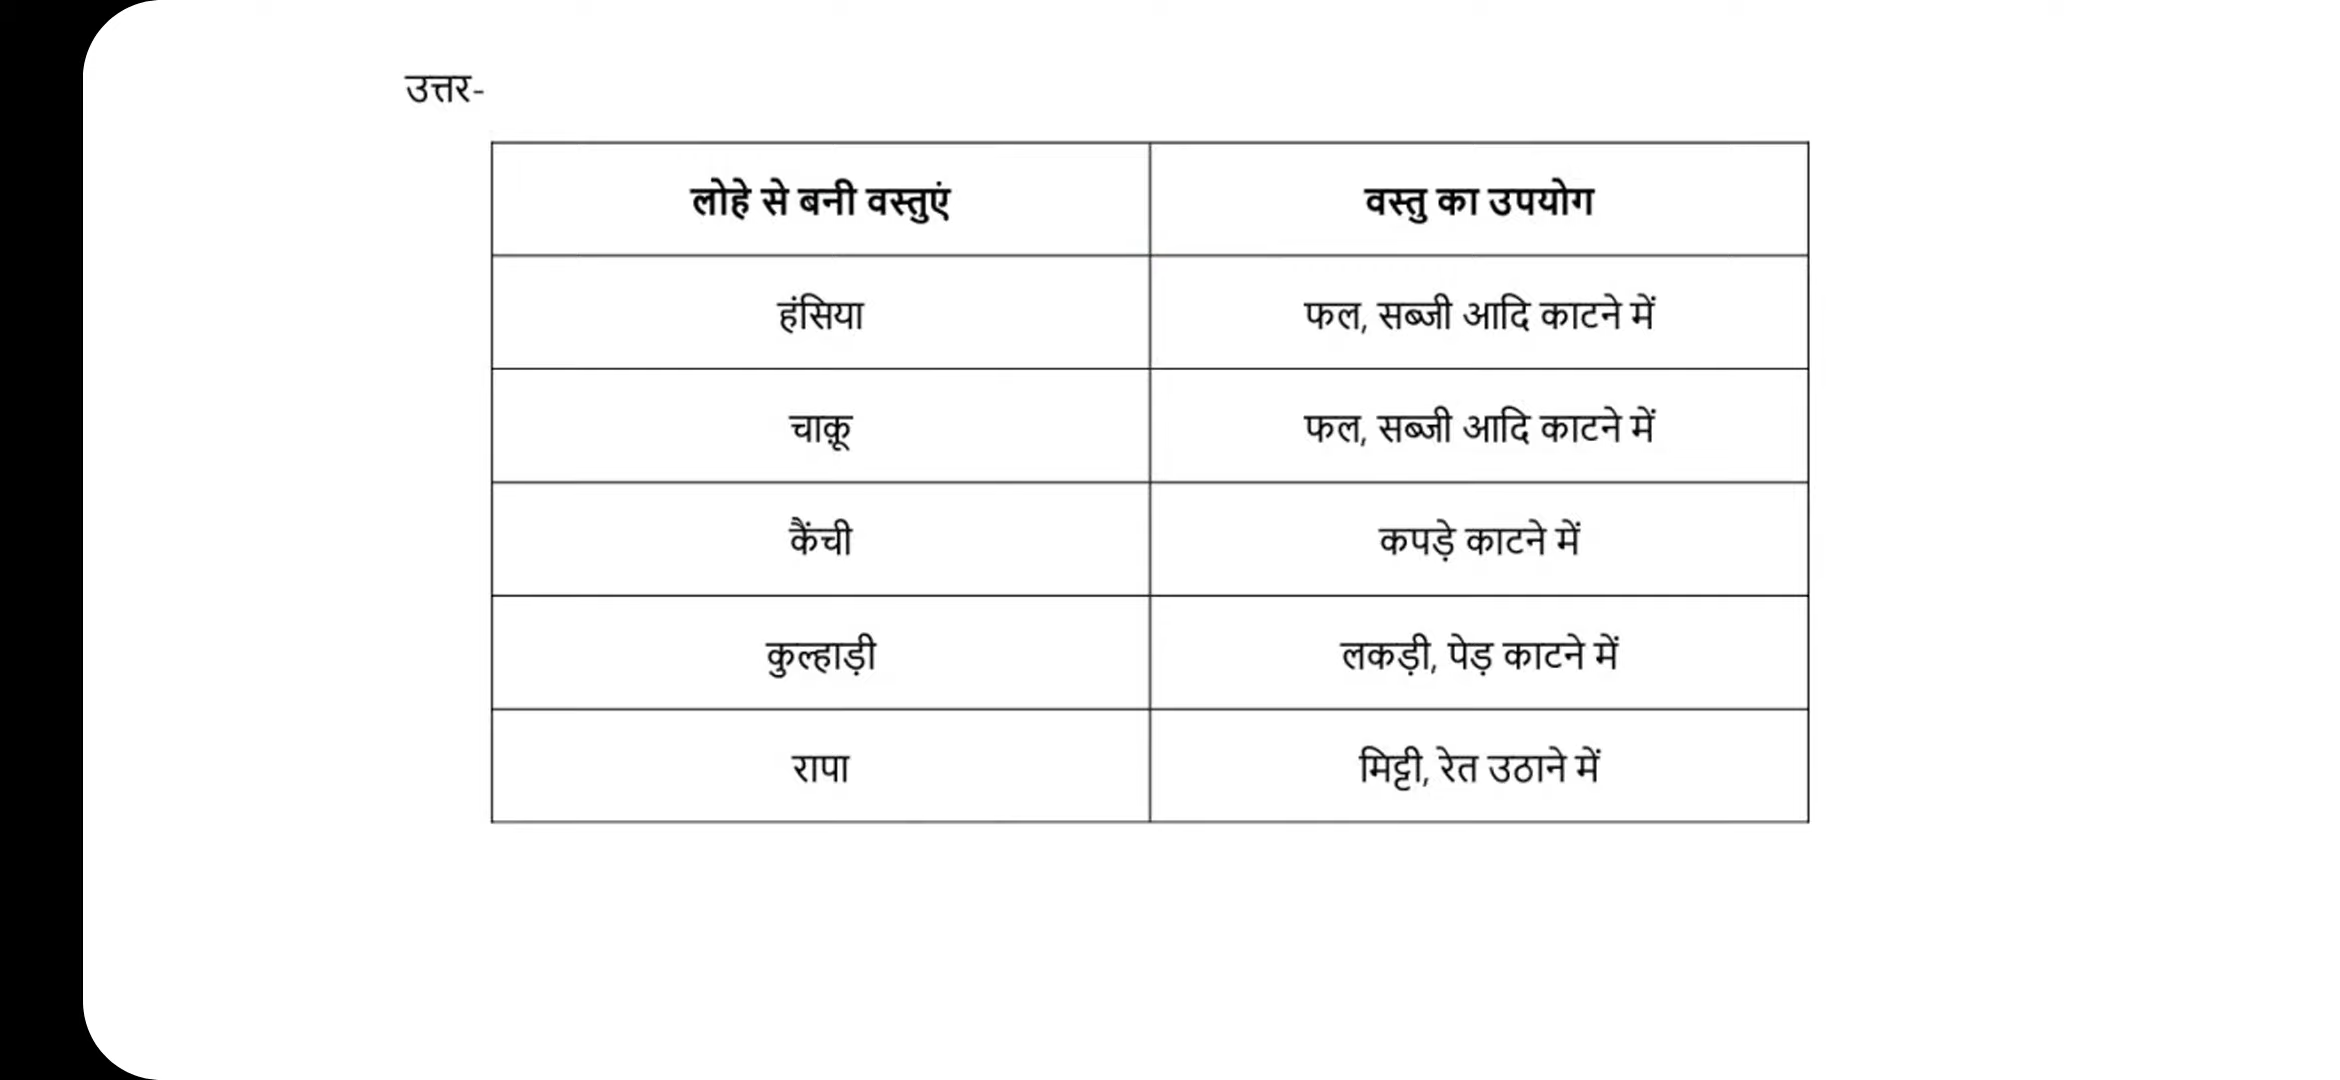 उत्तर-
लोहे से बनी वस्तुएं वस्तु का उपयोग
हंसिया फल, सब्जी आदि काटने में
चाक़ू फल, सब्जी आदि काटने में
कैंची कपड़े काटने में
कुल्हाड़ी लकड़ी, पेड़ काटने में
रापा मिट्टी, रेत उठाने में